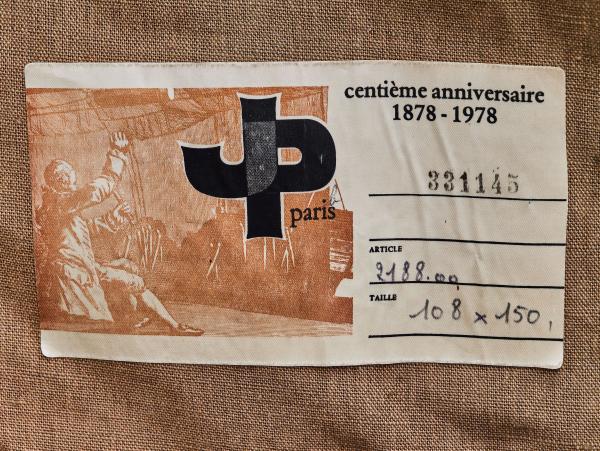 JP
paris
centième anniversaire
1878 - 1978
331145
ARTICLE
2188.00
TAILLE
108 x 150,